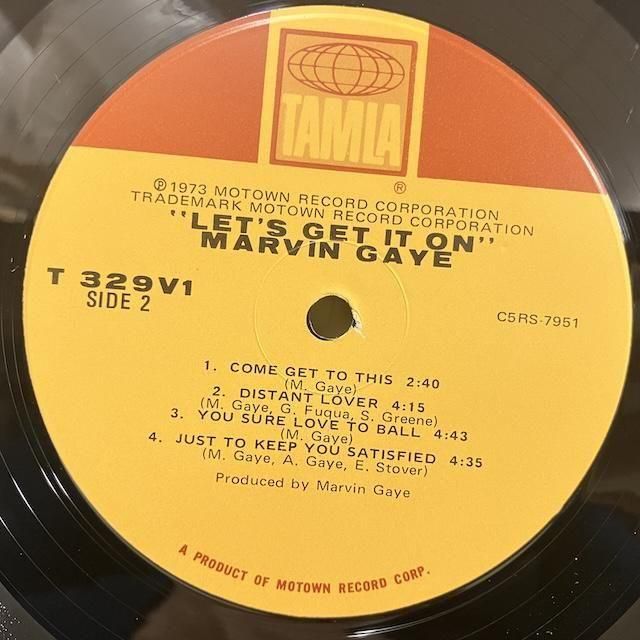 TAMLA
®
℗ 1973 MOTOWN RECORD CORPORATION
TRADEMARK MOTOWN RECORD CORPORATION
"LET'S GET IT ON"
MARVIN GAYE
T 329V1
SIDE 2
C5RS-7951
1. COME GET TO THIS 2:40
(M. Gaye)
2. DISTANT LOVER 4:15
(M. Gaye, G. Fuqua, S. Greene)
3. YOU SURE LOVE TO BALL 4:43
(M. Gaye)
4. JUST TO KEEP YOU SATISFIED 4:35
(M. Gaye, A. Gaye, E. Stover)
Produced by Marvin Gaye
A PRODUCT OF MOTOWN RECORD CORP.